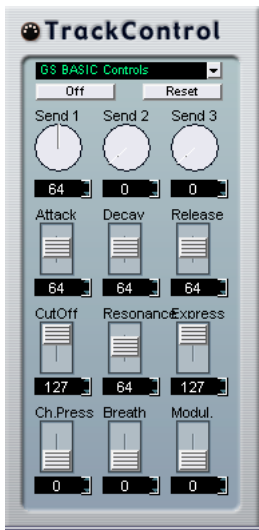 TrackControl
GS BASIC Controls
Off Reset
Send 1 Send 2 Send 3
64 0 0
Attack Decay Release
64 64 64
CutOff Resonance Express
127 64 127
Ch.Press Breath Modul.
0 0 0